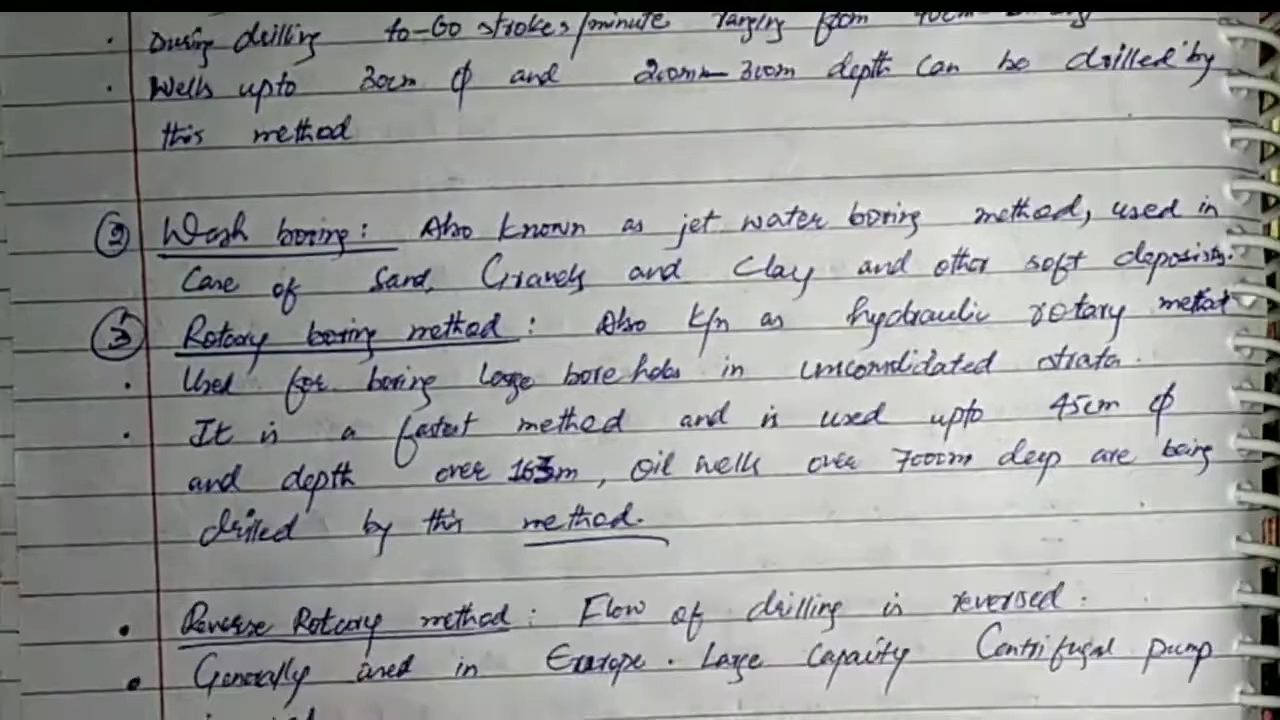 • During drilling to-60 strokes/minute ranging from 40cm
• Wells upto 30cm φ and 200m- 300m depth can be drilled by
this method
② Wash boring: Also known as jet water boring method, used in
Case of Sand, Gravels and Clay and other soft deposists.
③ Rotary boring method: Also k/n as hydraulic rotary method
• Used for boring large bore holes in unconsolidated strata.
• It is a fastest method and is used upto 45cm φ
and depth over 165m, Oil wells over 7000m deep are being
drilled by this method.
• Reverse Rotary method: Flow of drilling is reversed.
• Generally used in Europe. Large capacity Centrifugal pump